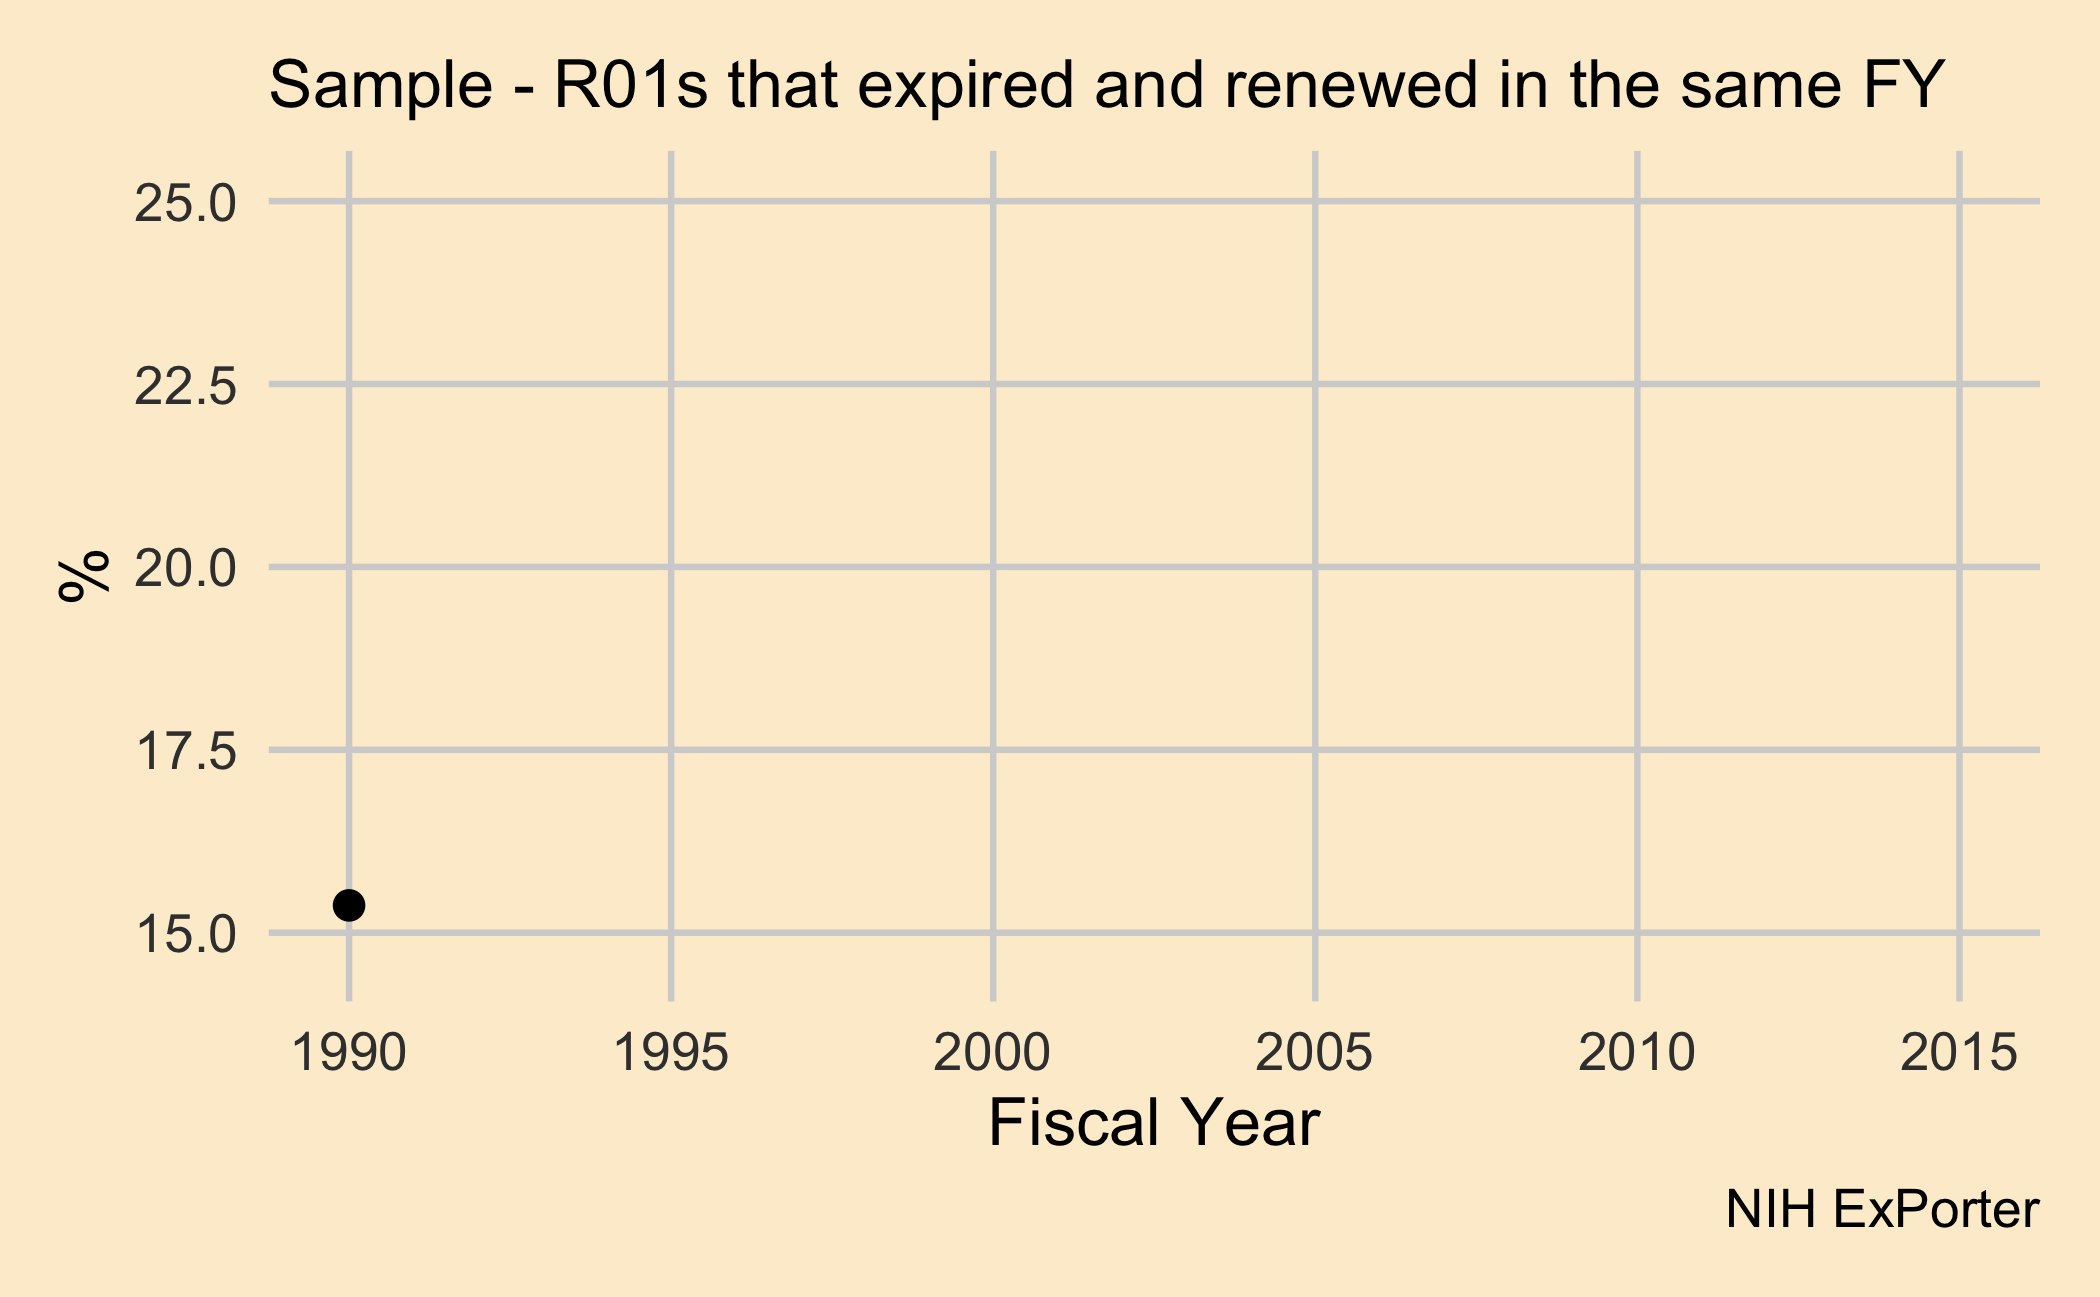 Sample - R01s that expired and renewed in the same FY
25.0
22.5
20.0
17.5
15.0
%
1990 1995 2000 2005 2010 2015
Fiscal Year
NIH ExPorter